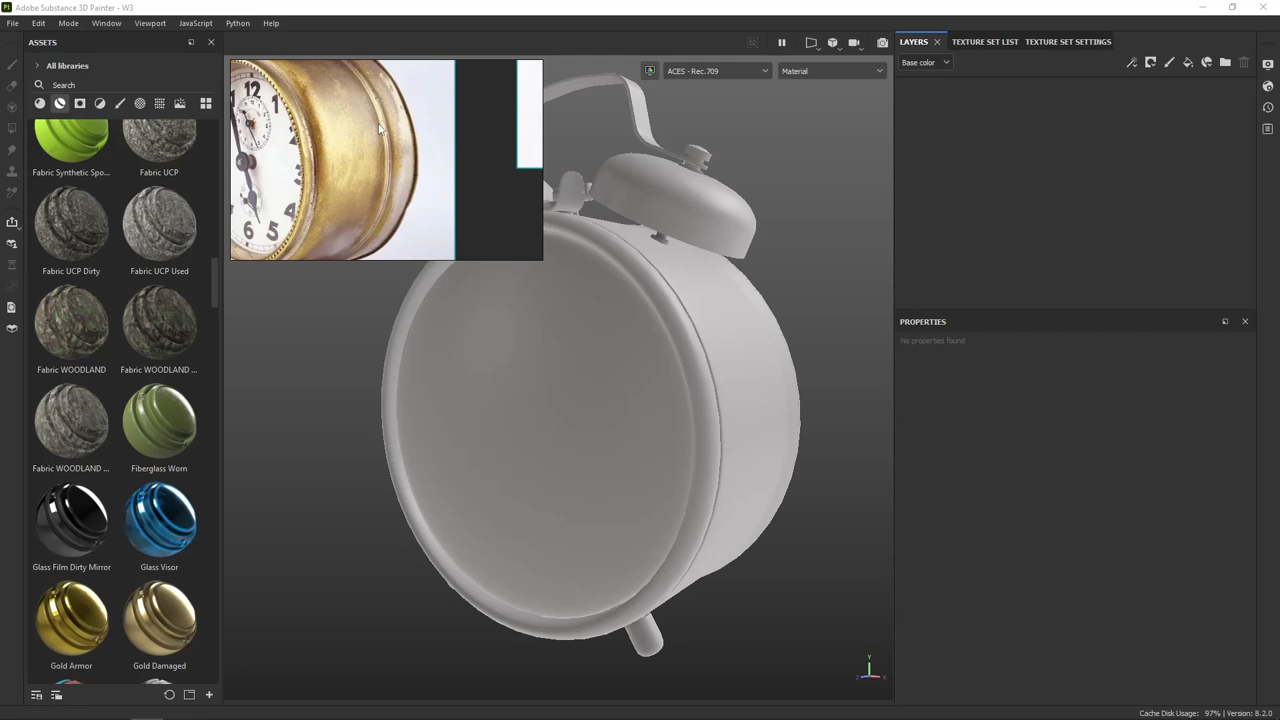 Pt Adobe Substance 3D Painter - W3
File Edit Mode Window Viewport JavaScript Python Help
ASSETS
All libraries
Search
Fabric Synthetic Spo... Fabric UCP
Fabric UCP Dirty Fabric UCP Used
Fabric WOODLAND Fabric WOODLAND ...
Fabric WOODLAND ... Fiberglass Worn
Glass Film Dirty Mirror Glass Visor
Gold Armor Gold Damaged
12
4
6 5
ACES - Rec.709 Material
Y
Z X
LAYERS TEXTURE SET LIST TEXTURE SET SETTINGS
Base color
PROPERTIES
No properties found
Cache Disk Usage: 97% | Version: 8.2.0